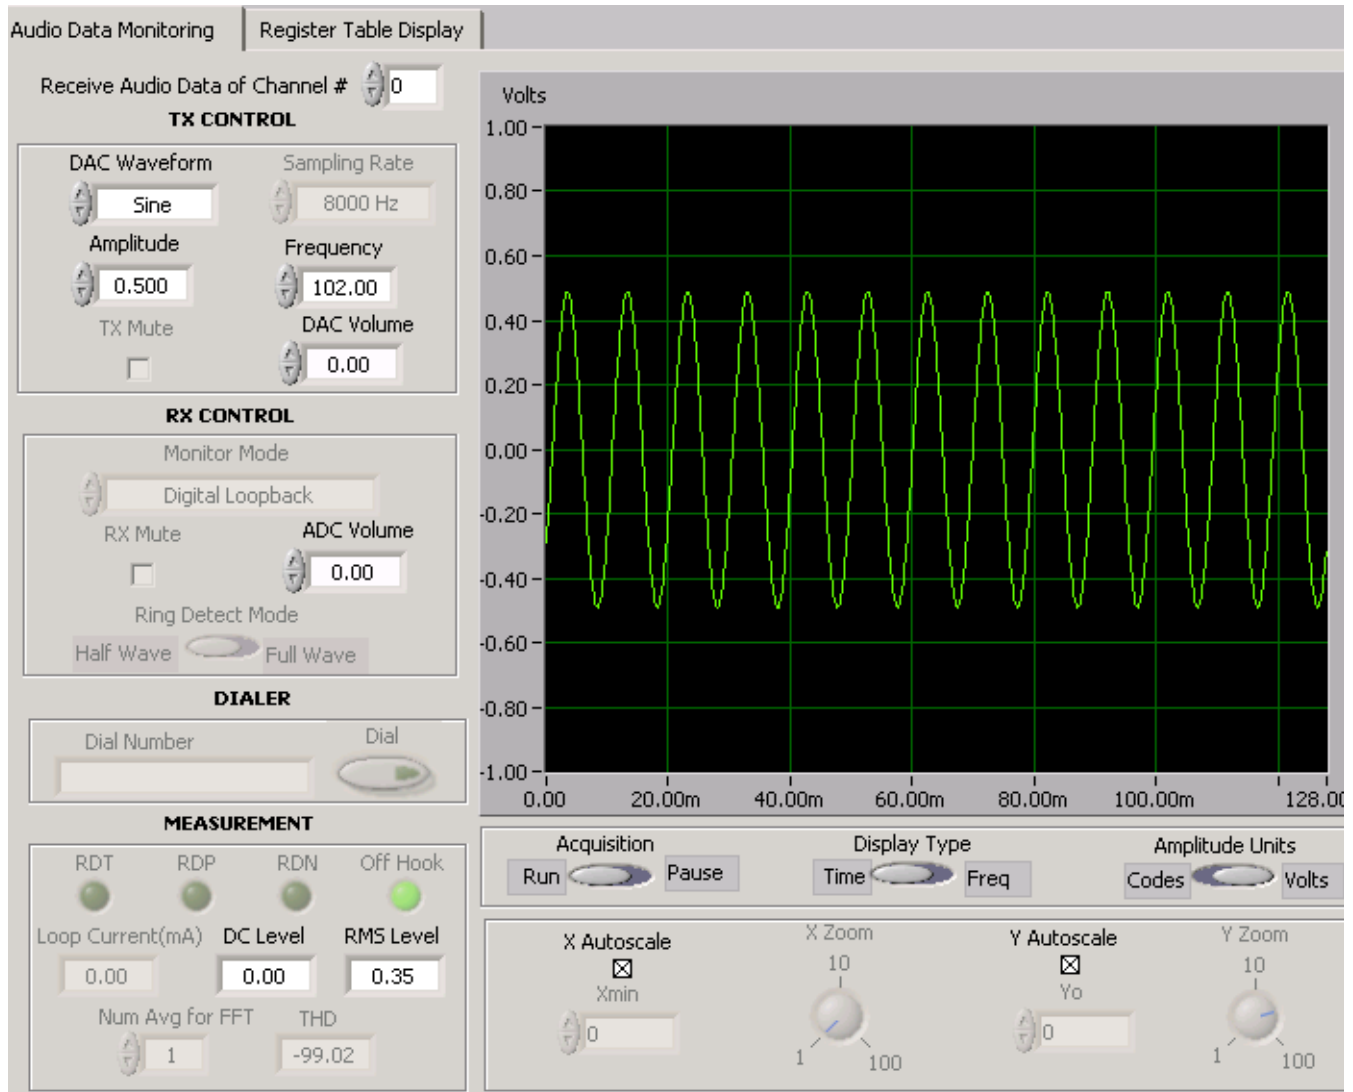 Audio Data Monitoring
Register Table Display
Receive Audio Data of Channel # 0
TX CONTROL
DAC Waveform
Sampling Rate
Sine
8000 Hz
Amplitude
Frequency
0.500
102.00
TX Mute
DAC Volume
0.00
RX CONTROL
Monitor Mode
Digital Loopback
RX Mute
ADC Volume
0.00
Ring Detect Mode
Half Wave
Full Wave
DIALER
Dial Number
Dial
MEASUREMENT
RDT
RDP
RDN
Off Hook
Loop Current(mA)
DC Level
RMS Level
0.00
0.00
0.35
Num Avg for FFT
THD
1
-99.02
Volts
1.00
0.80
0.60
0.40
0.20
0.00
-0.20
-0.40
-0.60
-0.80
-1.00
0.00
20.00m
40.00m
60.00m
80.00m
100.00m
128.00
Acquisition
Run
Pause
Display Type
Time
Freq
Amplitude Units
Codes
Volts
X Autoscale
X Zoom
Y Autoscale
Y Zoom
Xmin
10
Yo
10
0
1
100
0
1
100